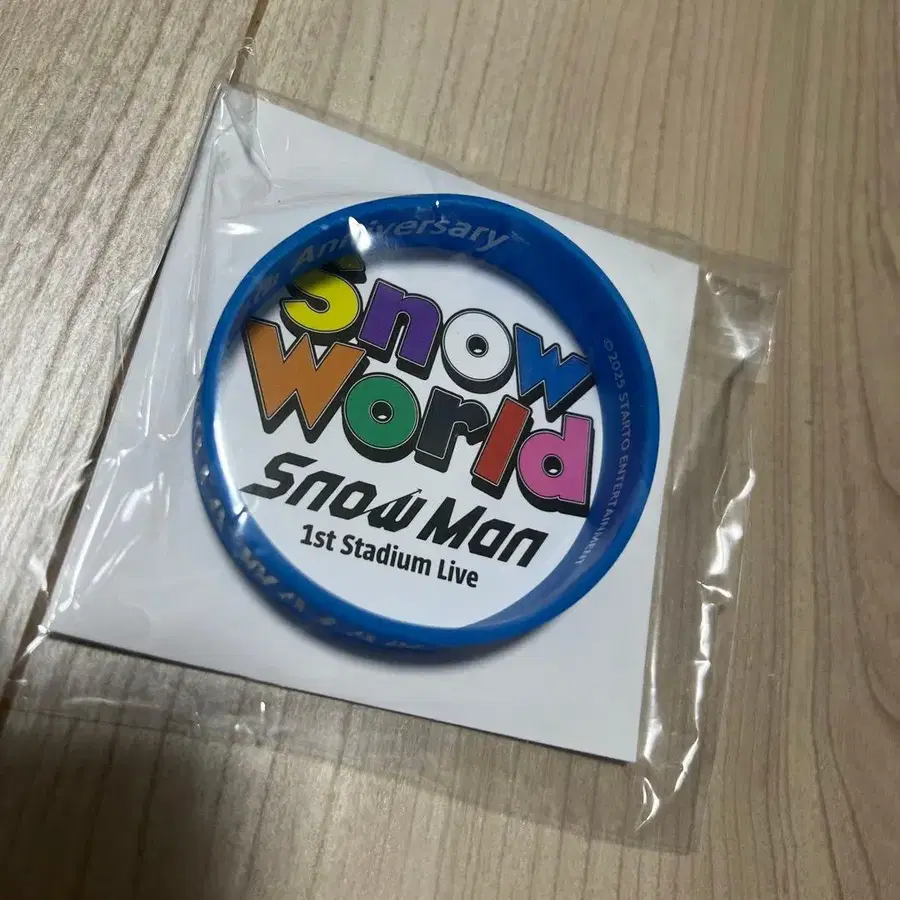 Anniversary
Snow
World
Snow Man
1st Stadium Live
©2025 STARTO ENTERTAINMENT